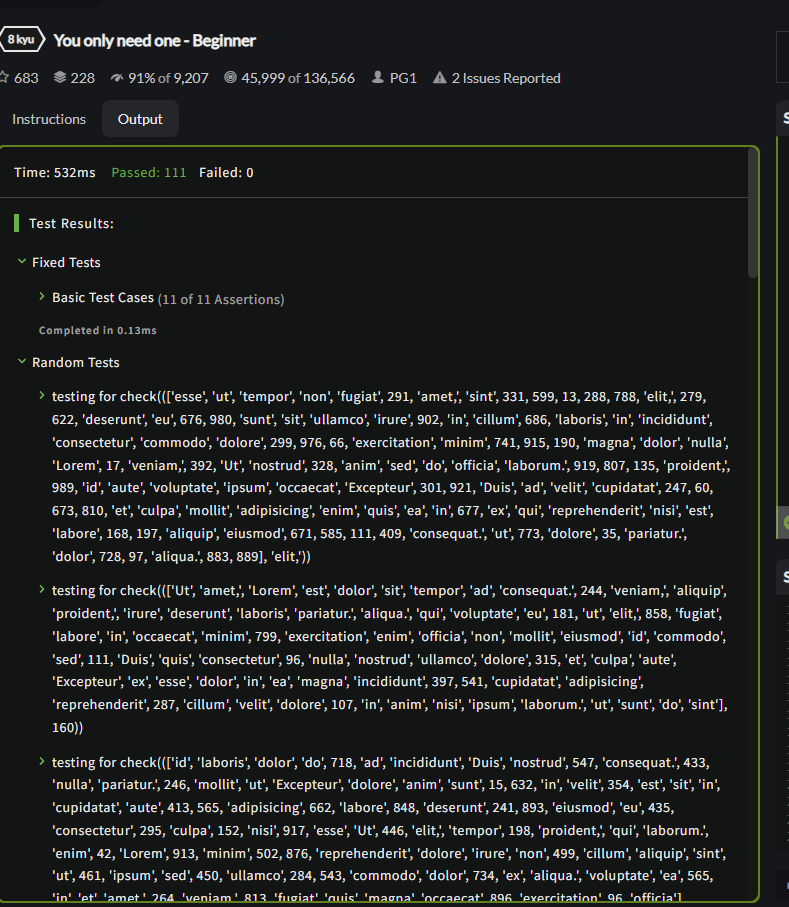 8 kyu You only need one - Beginner
683 228 91% of 9,207 45,999 of 136,566 PG1 2 Issues Reported
Instructions Output
Time: 532ms Passed: 111 Failed: 0
Test Results:
Fixed Tests
Basic Test Cases (11 of 11 Assertions)
Completed in 0.13ms
Random Tests
testing for check((['esse', 'ut', 'tempor', 'non', 'fugiat', 291, 'amet,', 'sint', 331, 599, 13, 288, 788, 'elit,', 279,
622, 'deserunt', 'eu', 676, 980, 'sunt', 'sit', 'ullamco', 'irure', 902, 'in', 'cillum', 686, 'laboris', 'in', 'incididunt',
'consectetur', 'commodo', 'dolore', 299, 976, 66, 'exercitation', 'minim', 741, 915, 190, 'magna', 'dolor', 'nulla',
'Lorem', 17, 'veniam,', 392, 'Ut', 'nostrud', 328, 'anim', 'sed', 'do', 'officia', 'laborum.', 919, 807, 135, 'proident,',
989, 'id', 'aute', 'voluptate', 'ipsum', 'occaecat', 'Excepteur', 301, 921, 'Duis', 'ad', 'velit', 'cupidatat', 247, 60,
673, 810, 'et', 'culpa', 'mollit', 'adipisicing', 'enim', 'quis', 'ea', 'in', 677, 'ex', 'qui', 'reprehenderit', 'nisi', 'est',
'labore', 168, 197, 'aliquip', 'eiusmod', 671, 585, 111, 409, 'consequat.', 'ut', 773, 'dolore', 35, 'pariatur.',
'dolor', 728, 97, 'aliqua.', 883, 889], 'elit,'))
testing for check((['Ut', 'amet,', 'Lorem', 'est', 'dolor', 'sit', 'tempor', 'ad', 'consequat.', 244, 'veniam,', 'aliquip',
'proident,', 'irure', 'deserunt', 'laboris', 'pariatur.', 'aliqua.', 'qui', 'voluptate', 'eu', 181, 'ut', 'elit,', 858, 'fugiat',
'labore', 'in', 'occaecat', 'minim', 799, 'exercitation', 'enim', 'officia', 'non', 'mollit', 'eiusmod', 'id', 'commodo',
'sed', 111, 'Duis', 'quis', 'consectetur', 96, 'nulla', 'nostrud', 'ullamco', 'dolore', 315, 'et', 'culpa', 'aute',
'Excepteur', 'ex', 'esse', 'dolor', 'in', 'ea', 'magna', 'incididunt', 397, 541, 'cupidatat', 'adipisicing',
'reprehenderit', 287, 'cillum', 'velit', 'dolore', 107, 'in', 'anim', 'nisi', 'ipsum', 'laborum.', 'ut', 'sunt', 'do', 'sint'],
160))
testing for check((['id', 'laboris', 'dolor', 'do', 718, 'ad', 'incididunt', 'Duis', 'nostrud', 547, 'consequat.', 433,
'nulla', 'pariatur.', 246, 'mollit', 'ut', 'Excepteur', 'dolore', 'anim', 'sunt', 15, 632, 'in', 'velit', 354, 'est', 'sit', 'in',
'cupidatat', 'aute', 413, 565, 'adipisicing', 662, 'labore', 848, 'deserunt', 241, 893, 'eiusmod', 'eu', 435,
'consectetur', 295, 'culpa', 152, 'nisi', 917, 'esse', 'Ut', 446, 'elit,', 'tempor', 198, 'proident,', 'qui', 'laborum.',
'enim', 42, 'Lorem', 913, 'minim', 502, 876, 'reprehenderit', 'dolore', 'irure', 'non', 499, 'cillum', 'aliquip', 'sint',
'ut', 461, 'ipsum', 'sed', 450, 'ullamco', 284, 543, 'commodo', 'dolor', 734, 'ex', 'aliqua.', 'voluptate', 'ea', 565,
'in', 'et', 'amet,', 264, 'veniam,', 813, 'fugiat', 'quis', 'magna', 'occaecat', 896, 'exercitation', 96, 'officia'],